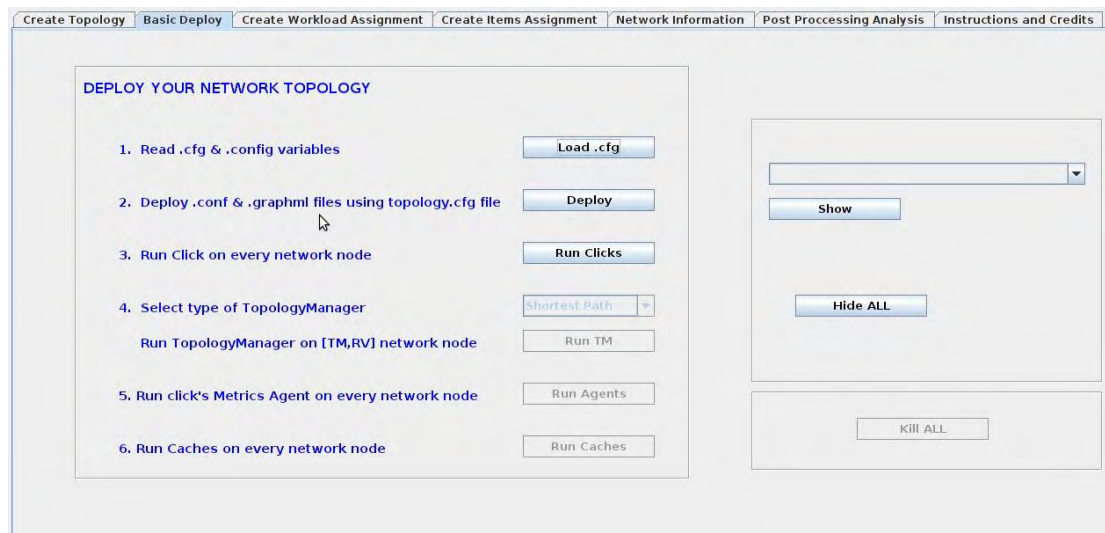 Create Topology Basic Deploy Create Workload Assignment Create Items Assignment Network Information Post Proccessing Analysis Instructions and Credits
DEPLOY YOUR NETWORK TOPOLOGY
1. Read .cfg & .config variables Load .cfg
2. Deploy .conf & .graphml files using topology.cfg file Deploy
3. Run Click on every network node Run Clicks
4. Select type of TopologyManager Shortest Path
Run TopologyManager on [TM,RV] network node Run TM
5. Run click's Metrics Agent on every network node Run Agents
6. Run Caches on every network node Run Caches
Show
Hide ALL
Kill ALL